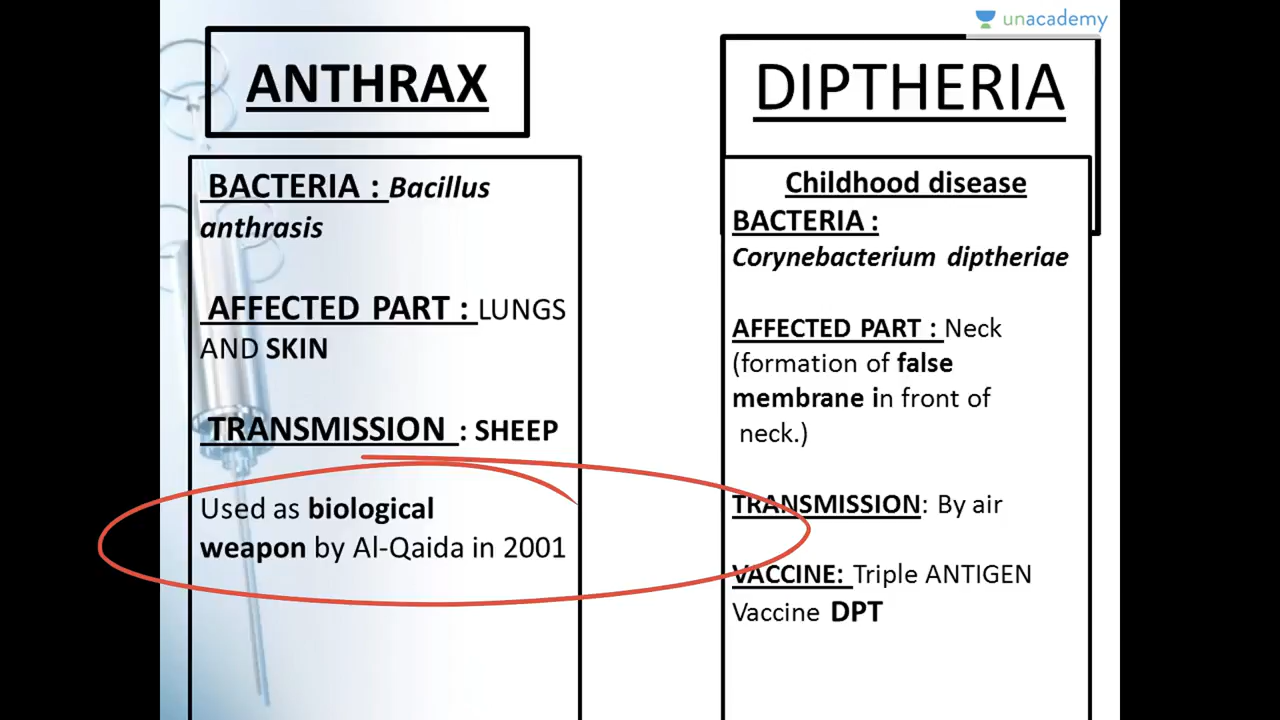 unacademy
ANTHRAX
BACTERIA : Bacillus
anthrasis
AFFECTED PART : LUNGS
AND SKIN
TRANSMISSION : SHEEP
Used as biological
weapon by Al-Qaida in 2001
DIPTHERIA
Childhood disease
BACTERIA :
Corynebacterium diptheriae
AFFECTED PART : Neck
(formation of false
membrane in front of
neck.)
TRANSMISSION: By air
VACCINE: Triple ANTIGEN
Vaccine DPT